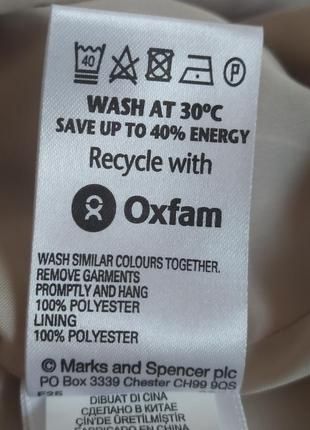 40 P
WASH AT 30ºC
SAVE UP TO 40% ENERGY
Recycle with
Oxfam
WASH SIMILAR COLOURS TOGETHER.
REMOVE GARMENTS
PROMPTLY AND HANG
100% POLYESTER
LINING
100% POLYESTER
© Marks and Spencer plc
PO Box 3339 Chester CH99 9QS
DIBUAT DI CINA
СДЕЛАНО В КИТАЕ
ÇİN'DE ÜRETİLMİŞTİR